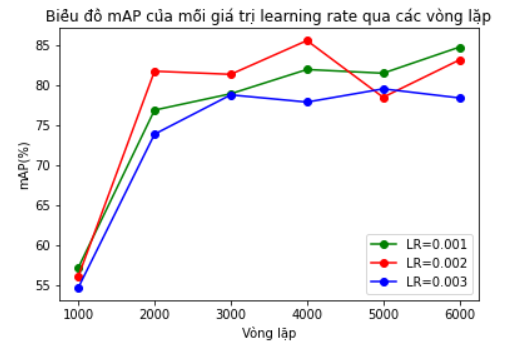 Biểu đồ mAP của mỗi giá trị learning rate qua các vòng lặp
mAP(%)
85
80
75
70
65
60
55
1000 2000 3000 4000 5000 6000
Vòng lặp
LR=0.001
LR=0.002
LR=0.003